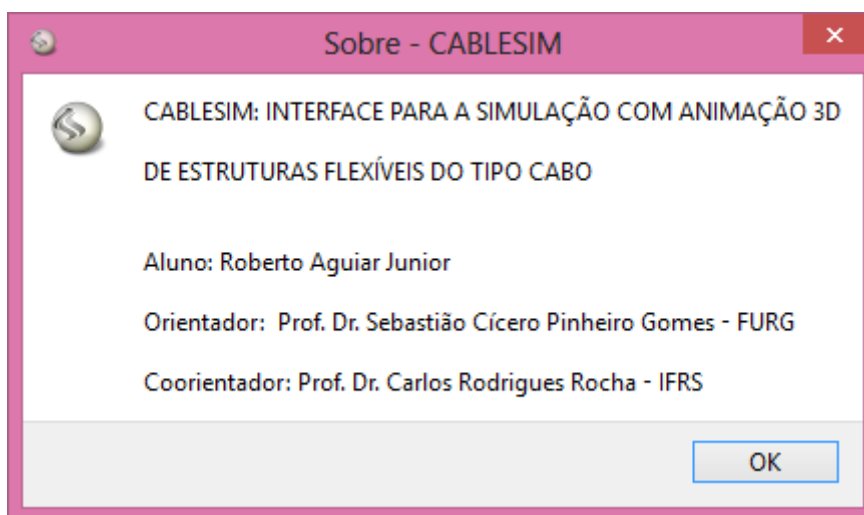 Sobre - CABLESIM
CABLESIM: INTERFACE PARA A SIMULAÇÃO COM ANIMAÇÃO 3D
DE ESTRUTURAS FLEXÍVEIS DO TIPO CABO
Aluno: Roberto Aguiar Junior
Orientador:  Prof. Dr. Sebastião Cícero Pinheiro Gomes - FURG
Coorientador: Prof. Dr. Carlos Rodrigues Rocha - IFRS
OK